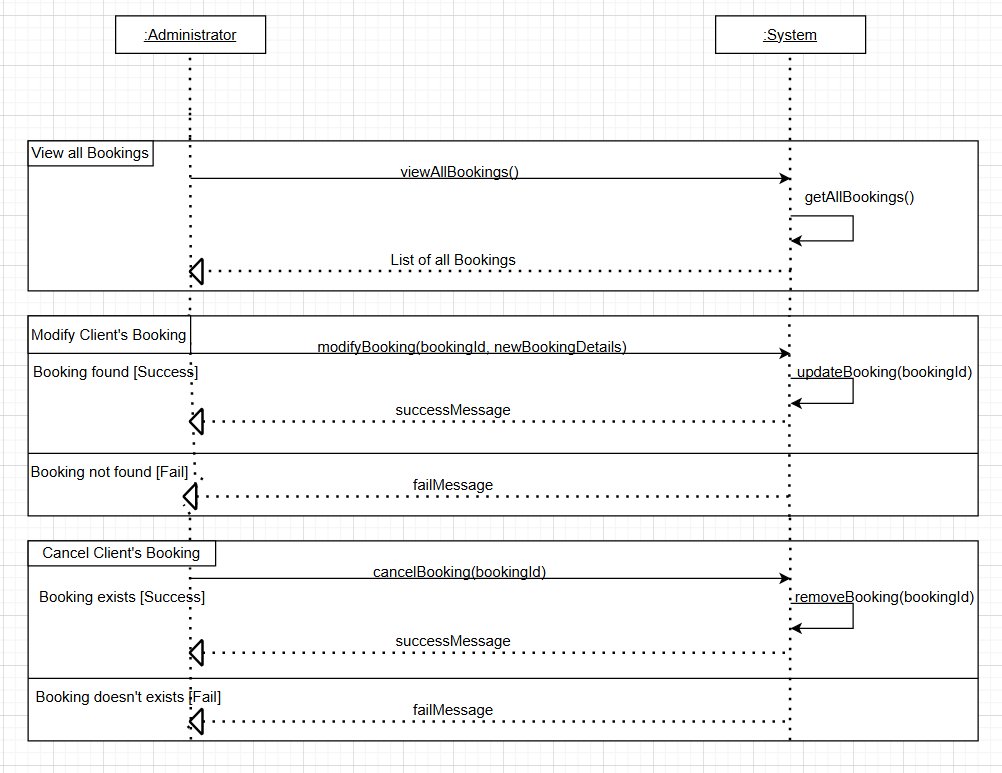 :Administrator
:System
View all Bookings
viewAllBookings()
getAllBookings()
List of all Bookings
Modify Client's Booking
modifyBooking(bookingId, newBookingDetails)
Booking found [Success]
updateBooking(bookingId)
successMessage
Booking not found [Fail]
failMessage
Cancel Client's Booking
cancelBooking(bookingId)
Booking exists [Success]
removeBooking(bookingId)
successMessage
Booking doesn't exists [Fail]
failMessage